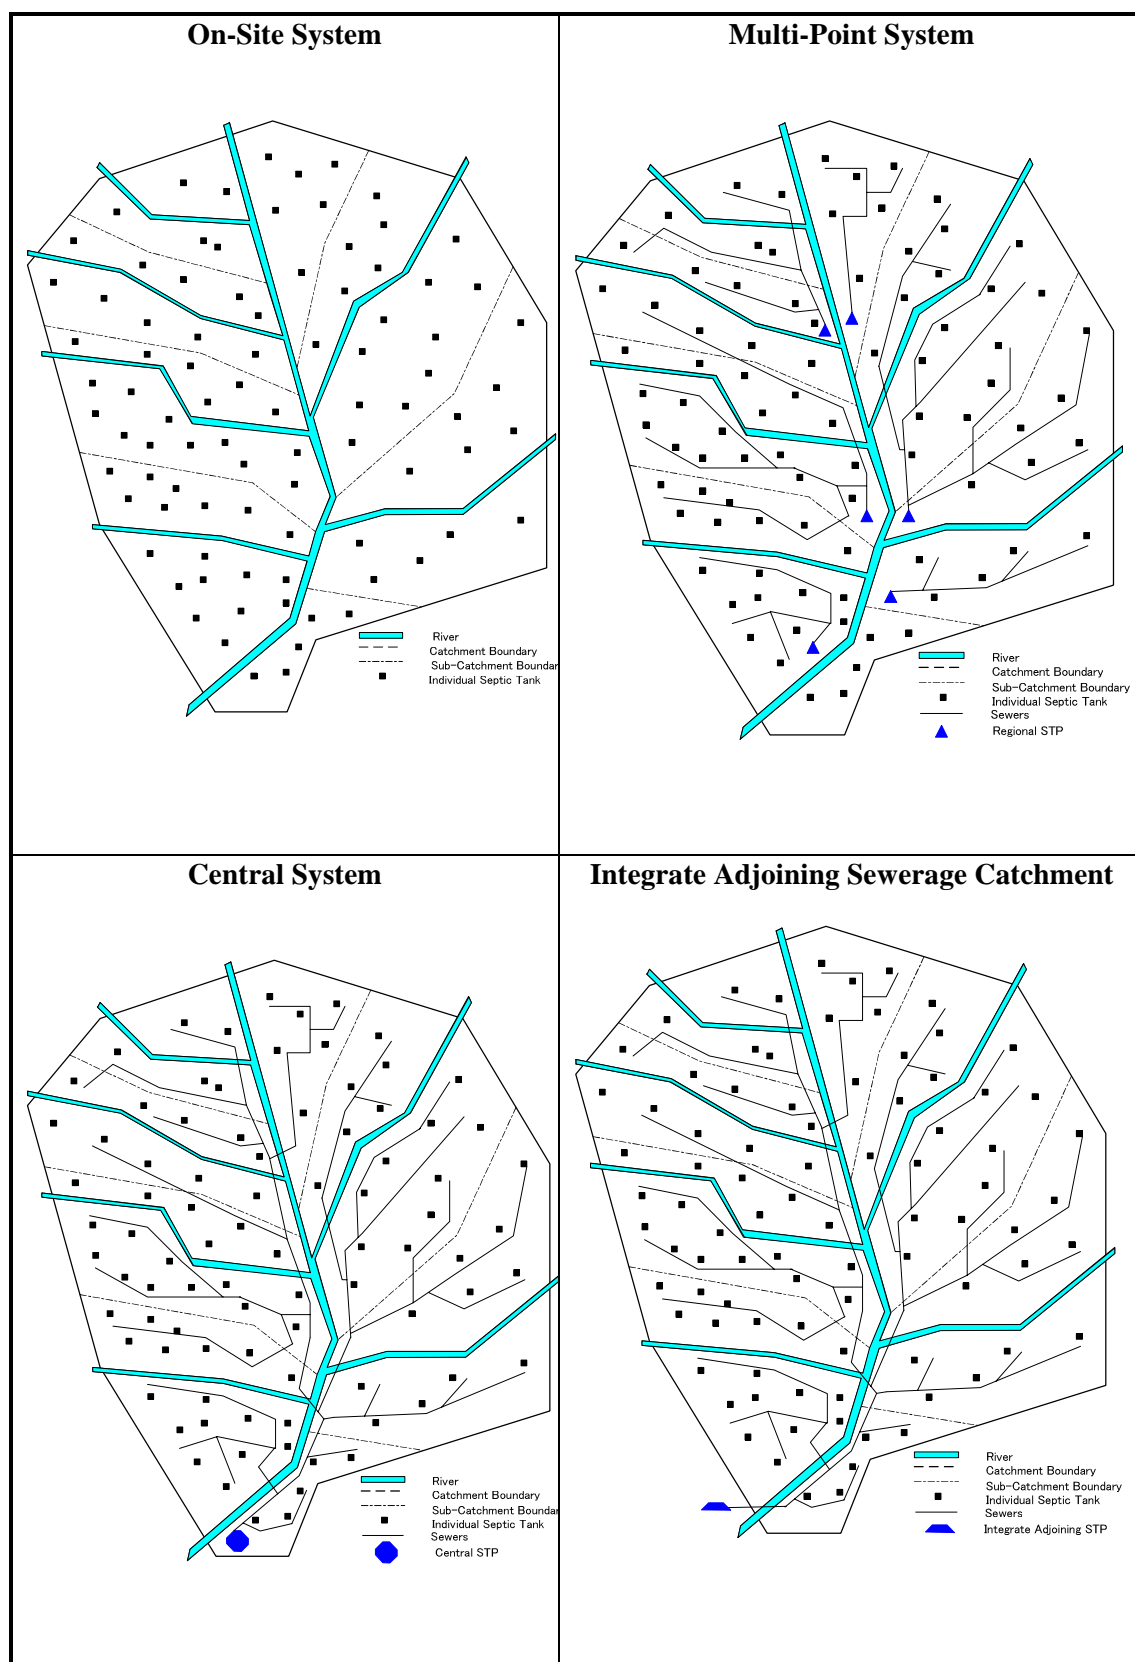 On-Site System
River
Catchment Boundary
Sub-Catchment Boundar
Individual Septic Tank
Multi-Point System
River
Catchment Boundary
Sub-Catchment Boundary
Individual Septic Tank
Sewers
Regional STP
Central System
River
Catchment Boundary
Sub-Catchment Boundar
Individual Septic Tank
Sewers
Central STP
Integrate Adjoining Sewerage Catchment
River
Catchment Boundary
Sub-Catchment Boundary
Individual Septic Tank
Sewers
Integrate Adjoining STP